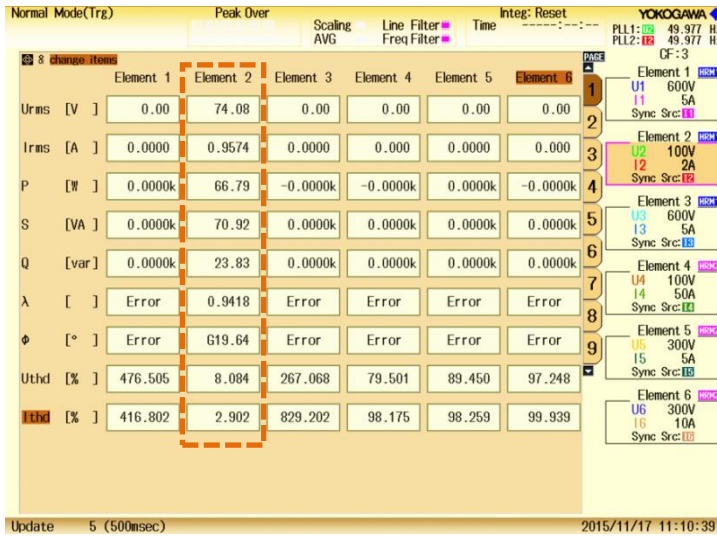 Normal Mode(Trg) Peak Over Scaling Line Filter Time -----:--:-- Integ: Reset YOKOGAWA
AVG Freq Filter PLL1: U2 49.977 H
PLL2: I2 49.977 H
8 change items PAGE CF:3
Element 1 Element 2 Element 3 Element 4 Element 5 Element 6
Urms [V ] 0.00 74.08 0.00 0.00 0.00 0.00
Irms [A ] 0.0000 0.9574 0.0000 0.000 0.0000 0.0000
P [W ] 0.0000k 66.79 -0.0000k -0.0000k 0.0000k -0.0000k
S [VA ] 0.0000k 70.92 0.0000k 0.0000k 0.0000k 0.0000k
Q [var] 0.0000k 23.83 0.0000k 0.0000k 0.0000k 0.0000k
λ [ ] Error 0.9418 Error Error Error Error
Φ [° ] Error G19.64 Error Error Error Error
Uthd [% ] 476.505 8.084 267.068 79.501 89.450 97.248
Ithd [% ] 416.802 2.902 829.202 98.175 98.259 99.939
1
2
3
4
5
6
7
8
9
Element 1 HRM1
U1 600V
I1 5A
Sync Src: I1
Element 2 HRM1
U2 100V
I2 2A
Sync Src: I2
Element 3 HRM1
U3 600V
I3 5A
Sync Src: I3
Element 4 HRM2
U4 100V
I4 50A
Sync Src: I4
Element 5 HRM2
U5 300V
I5 5A
Sync Src: I5
Element 6 HRM2
U6 300V
I6 10A
Sync Src: I6
Update 5 (500msec) 2015/11/17 11:10:39